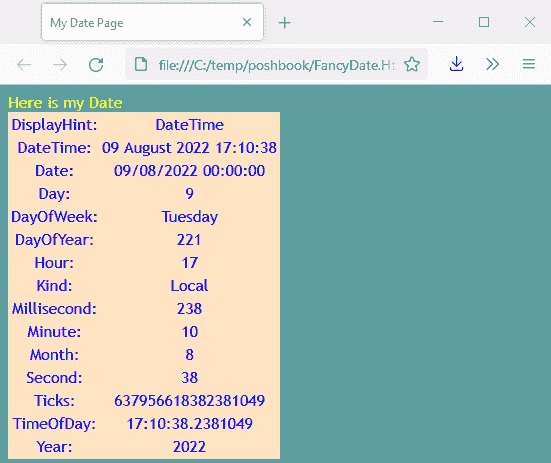 My Date Page
file:///C:/temp/poshbook/FancyDate.Ht
Here is my Date
DisplayHint: DateTime
DateTime: 09 August 2022 17:10:38
Date: 09/08/2022 00:00:00
Day: 9
DayOfWeek: Tuesday
DayOfYear: 221
Hour: 17
Kind: Local
Millisecond: 238
Minute: 10
Month: 8
Second: 38
Ticks: 637956618382381049
TimeOfDay: 17:10:38.2381049
Year: 2022